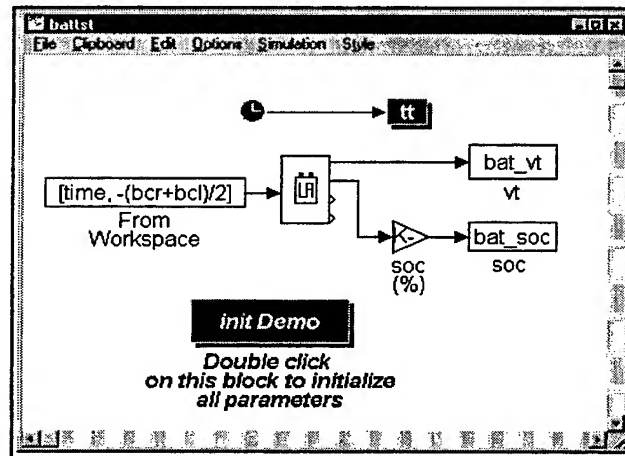 battst
File Clipboard Edit Options Simulation Style
tt
[time, -(bcr+bcl)/2]
From
Workspace
LA
bat_vt
vt
K-
soc
(%)
bat_soc
soc
init Demo
Double click
on this block to initialize
all parameters